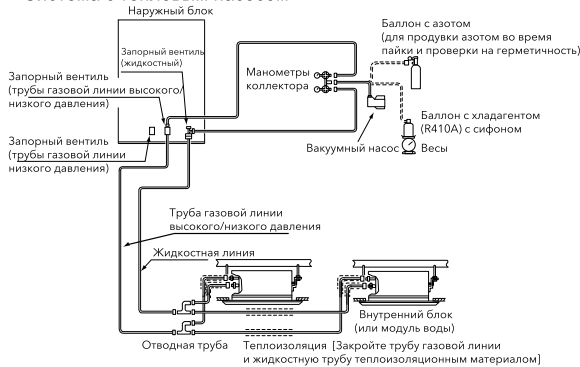 Система с тепловым насосом
Наружный блок
Баллон с азотом
(для продувки азотом во время
пайки и проверки на герметичность)
Запорный вентиль
(жидкостный)
Манометры
коллектора
Запорный вентиль
(трубы газовой линии высокого/
низкого давления)
Баллон с хладагентом
(R410A) с сифоном
Запорный вентиль
(трубы газовой линии
низкого давления)
Вакуумный насос
Весы
Труба газовой линии
высокого/низкого давления
Жидкостная линия
Внутренний блок
(или модуль воды)
Отводная труба
Теплоизоляция [Закройте трубу газовой линии
и жидкостную трубу теплоизоляционным материалом]